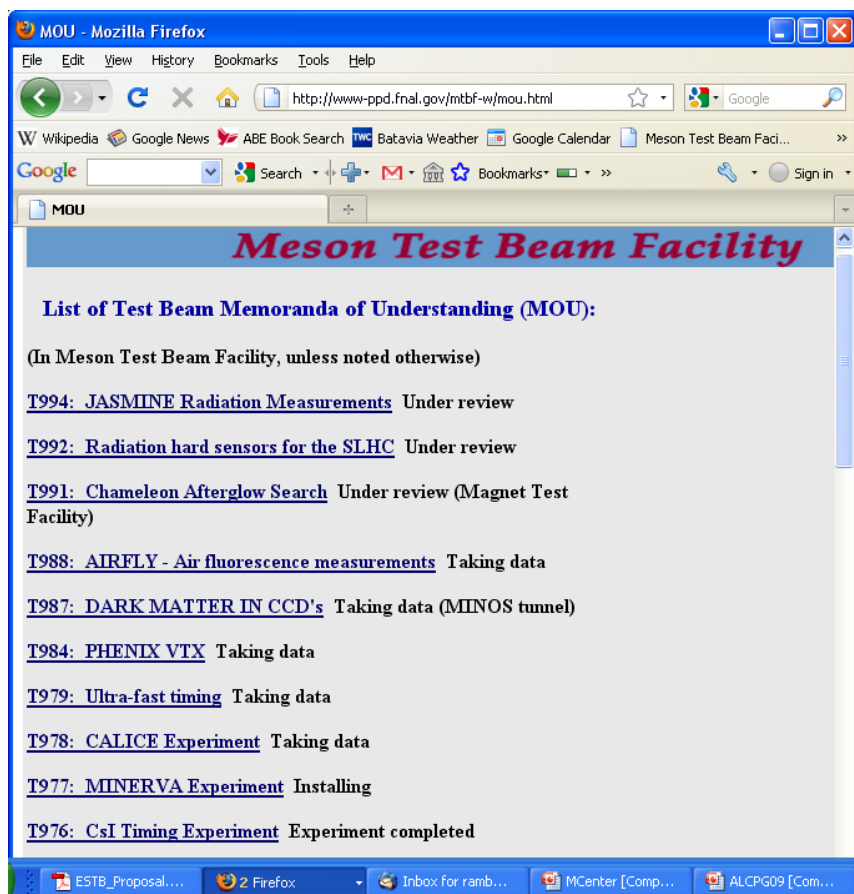 MOU - Mozilla Firefox
File Edit View History Bookmarks Tools Help
http://www-ppd.fnal.gov/mtbf-w/mou.html Google
W Wikipedia Google News ABE Book Search TWC Batavia Weather Google Calendar Meson Test Beam Faci... »
Google Search Bookmarks » Sign in
MOU
Meson Test Beam Facility
List of Test Beam Memoranda of Understanding (MOU):
(In Meson Test Beam Facility, unless noted otherwise)
T994: JASMINE Radiation Measurements Under review
T992: Radiation hard sensors for the SLHC Under review
T991: Chameleon Afterglow Search Under review (Magnet Test
Facility)
T988: AIRFLY - Air fluorescence measurements Taking data
T987: DARK MATTER IN CCD's Taking data (MINOS tunnel)
T984: PHENIX VTX Taking data
T979: Ultra-fast timing Taking data
T978: CALICE Experiment Taking data
T977: MINERVA Experiment Installing
T976: CsI Timing Experiment Experiment completed
ESTB_Proposal.... 2 Firefox Inbox for ramb... MCenter [Comp... ALCPG09 [Com...